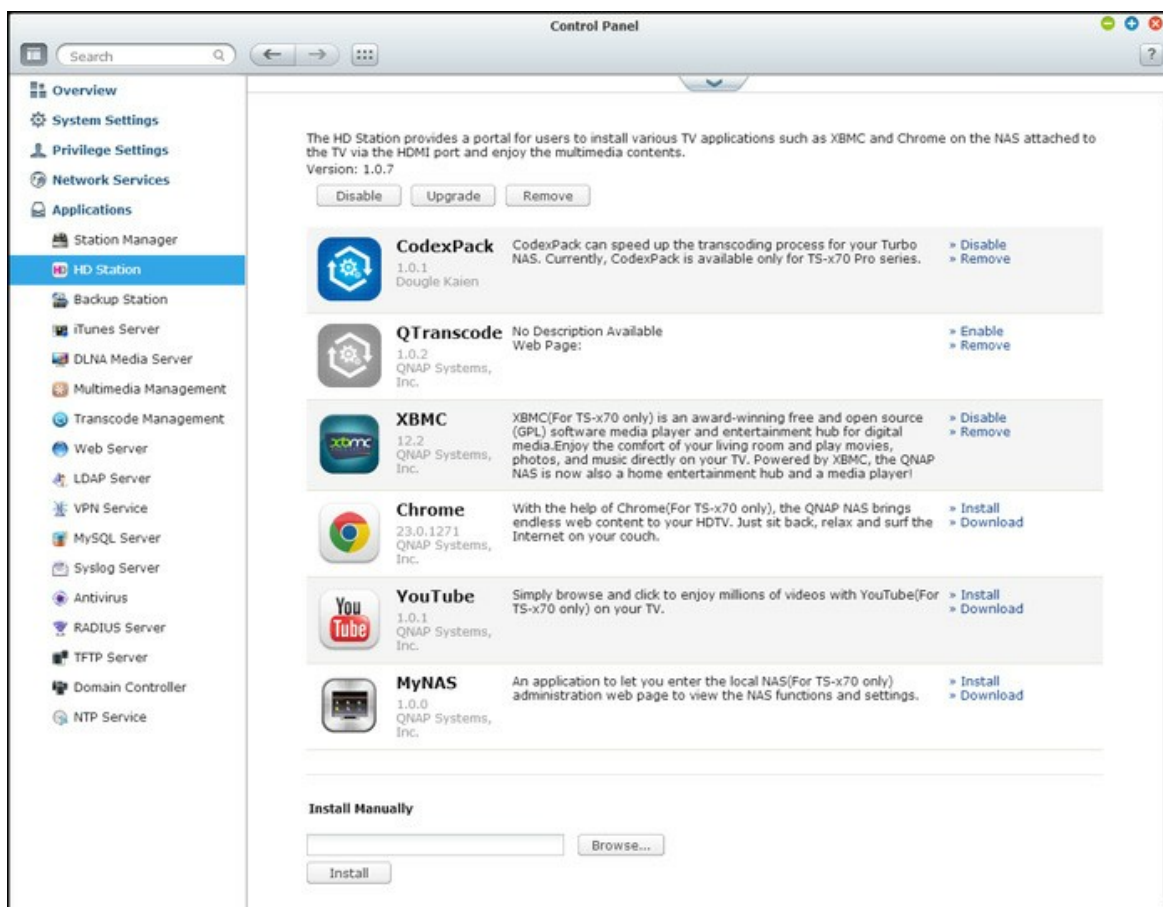 Control Panel
Search
?
Overview
System Settings
Privilege Settings
Network Services
Applications
Station Manager
HD HD Station
Backup Station
iTunes Server
DLNA Media Server
Multimedia Management
Transcode Management
Web Server
LDAP Server
VPN Service
MySQL Server
Syslog Server
Antivirus
RADIUS Server
TFTP Server
Domain Controller
NTP Service
The HD Station provides a portal for users to install various TV applications such as XBMC and Chrome on the NAS attached to
the TV via the HDMI port and enjoy the multimedia contents.
Version: 1.0.7
Disable Upgrade Remove
CodexPack
1.0.1
Dougle Kaien
CodexPack can speed up the transcoding process for your Turbo
NAS. Currently, CodexPack is available only for TS-x70 Pro series.
» Disable
» Remove
QTranscode
1.0.2
QNAP Systems,
Inc.
No Description Available
Web Page:
» Enable
» Remove
xbmc
XBMC
12.2
QNAP Systems,
Inc.
XBMC(For TS-x70 only) is an award-winning free and open source
(GPL) software media player and entertainment hub for digital
media.Enjoy the comfort of your living room and play movies,
photos, and music directly on your TV. Powered by XBMC, the QNAP
NAS is now also a home entertainment hub and a media player!
» Disable
» Remove
Chrome
23.0.1271
QNAP Systems,
Inc.
With the help of Chrome(For TS-x70 only), the QNAP NAS brings
endless web content to your HDTV. Just sit back, relax and surf the
Internet on your couch.
» Install
» Download
You
Tube
YouTube
1.0.1
QNAP Systems,
Inc.
Simply browse and click to enjoy millions of videos with YouTube(For
TS-x70 only) on your TV.
» Install
» Download
MyNAS
1.0.0
QNAP Systems,
Inc.
An application to let you enter the local NAS(For TS-x70 only)
administration web page to view the NAS functions and settings.
» Install
» Download
Install Manually
Browse...
Install